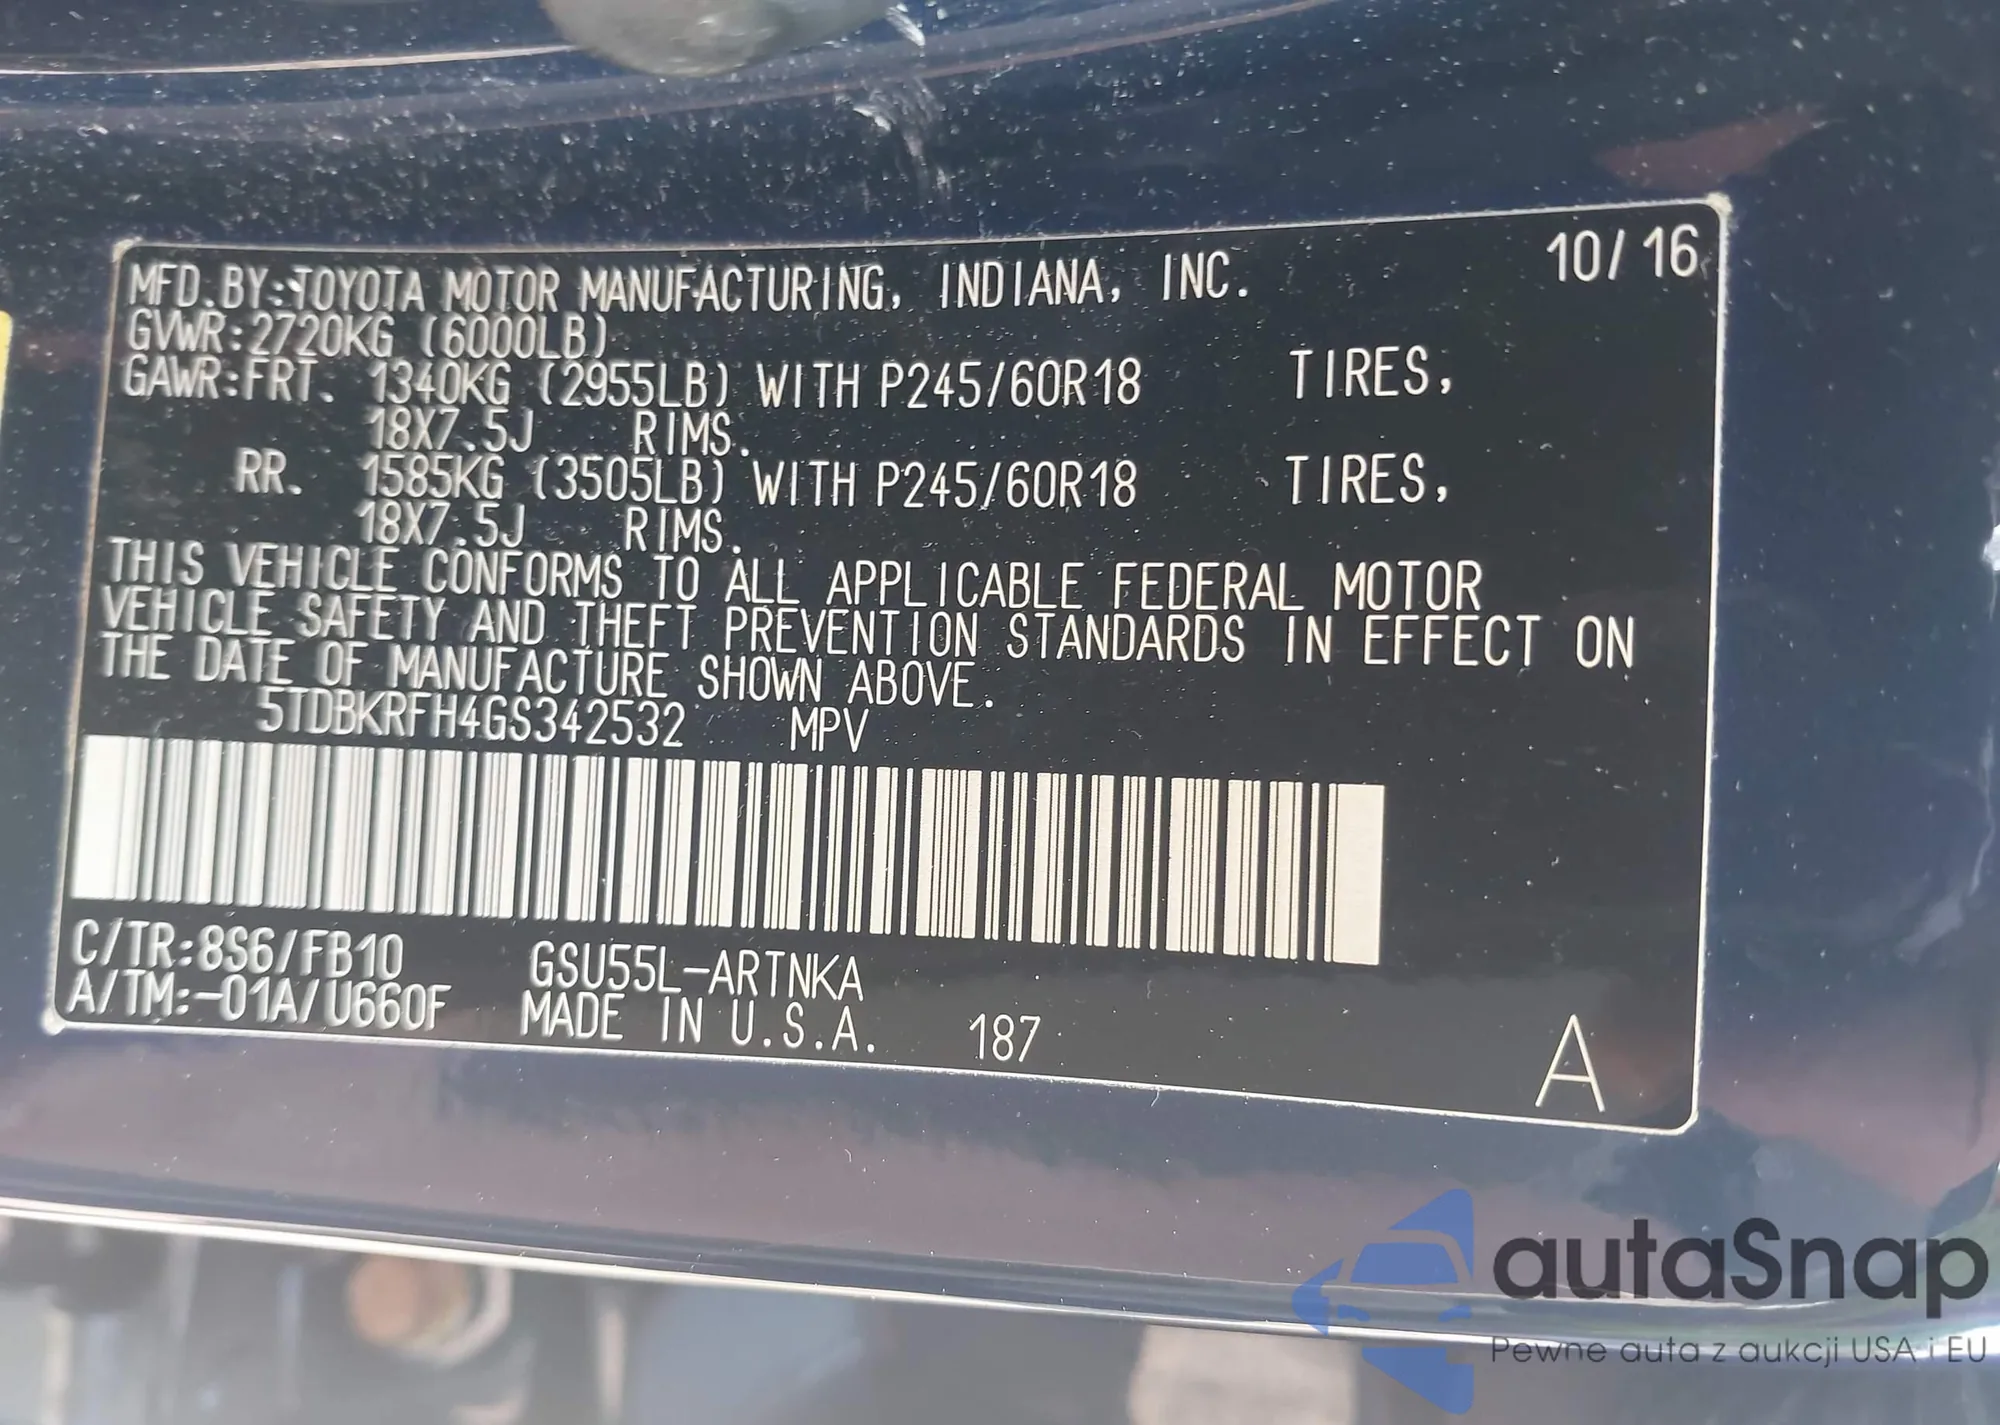 10/16
MFD.BY:TOYOTA MOTOR MANUFACTURING, INDIANA, INC.
GVWR:2720KG (6000LB)
GAWR:FRT. 1340KG (2955LB) WITH P245/60R18 TIRES,
18X7.5J RIMS.
RR. 1585KG (3505LB) WITH P245/60R18 TIRES,
18X7.5J RIMS.
THIS VEHICLE CONFORMS TO ALL APPLICABLE FEDERAL MOTOR
VEHICLE SAFETY AND THEFT PREVENTION STANDARDS IN EFFECT ON
THE DATE OF MANUFACTURE SHOWN ABOVE.
5TDBKRFH4GS342532 MPV
C/TR:8S6/FB10 GSU55L-ARTNKA
A/TM:-01A/U660F MADE IN U.S.A. 187
A
autaSnap
Pewne auta z aukcji USA i EU